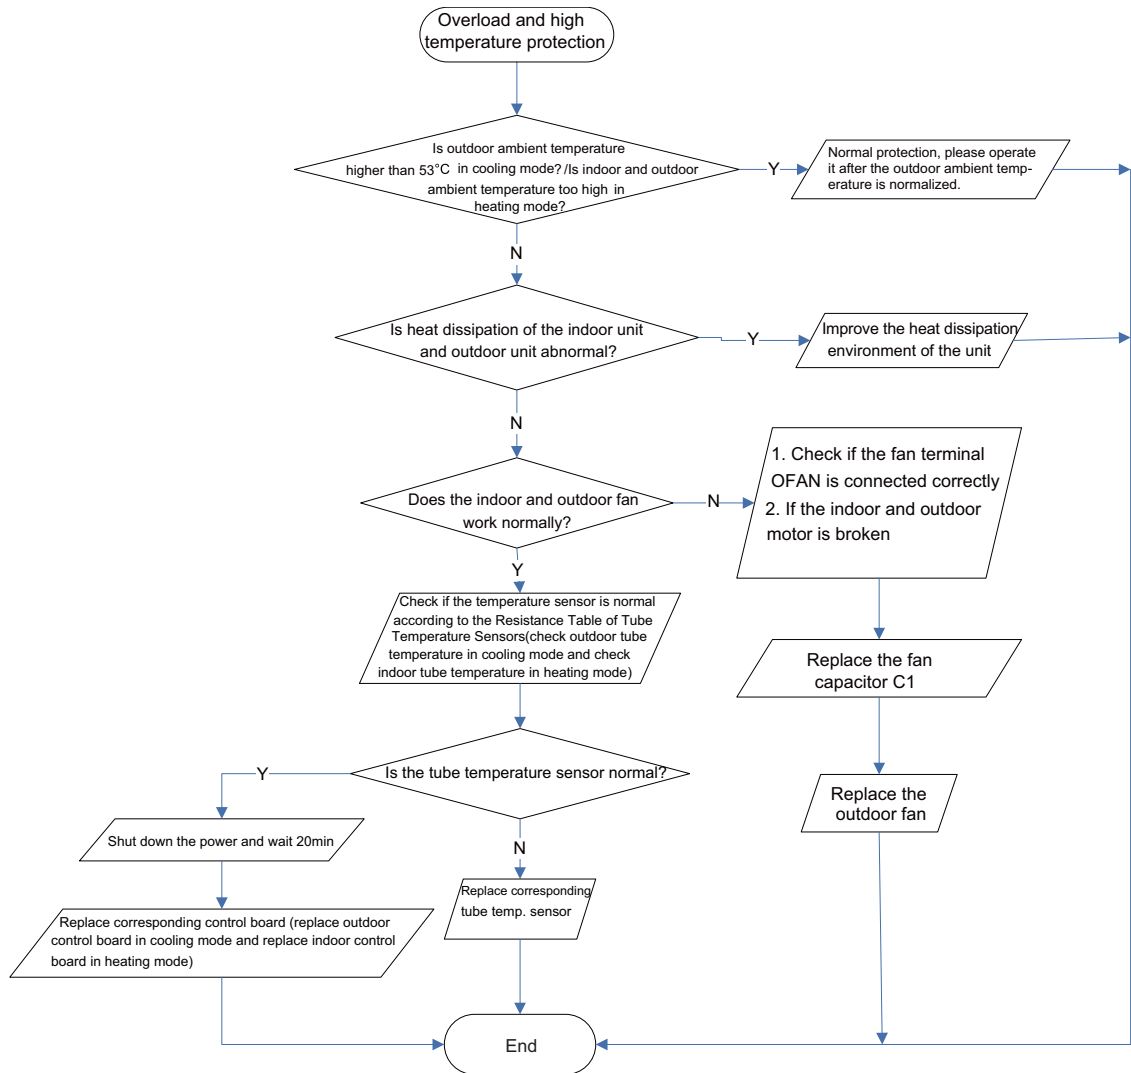 Overload and high
temperature protection
Is outdoor ambient temperature
higher than 53°C in cooling mode?/Is indoor and outdoor
ambient temperature too high in
heating mode?
Y
Normal protection, please operate
it after the outdoor ambient temp-
erature is normalized.
N
Is heat dissipation of the indoor unit
and outdoor unit abnormal?
Y
Improve the heat dissipation
environment of the unit
N
Does the indoor and outdoor fan
work normally?
N
1. Check if the fan terminal
OFAN is connected correctly
2. If the indoor and outdoor
motor is broken
Y
Check if the temperature sensor is normal
according to the Resistance Table of Tube
Temperature Sensors(check outdoor tube
temperature in cooling mode and check
indoor tube temperature in heating mode)
Replace the fan
capacitor C1
Is the tube temperature sensor normal?
Y
Replace the
outdoor fan
Shut down the power and wait 20min
N
Replace corresponding
tube temp. sensor
Replace corresponding control board (replace outdoor
control board in cooling mode and replace indoor control
board in heating mode)
End